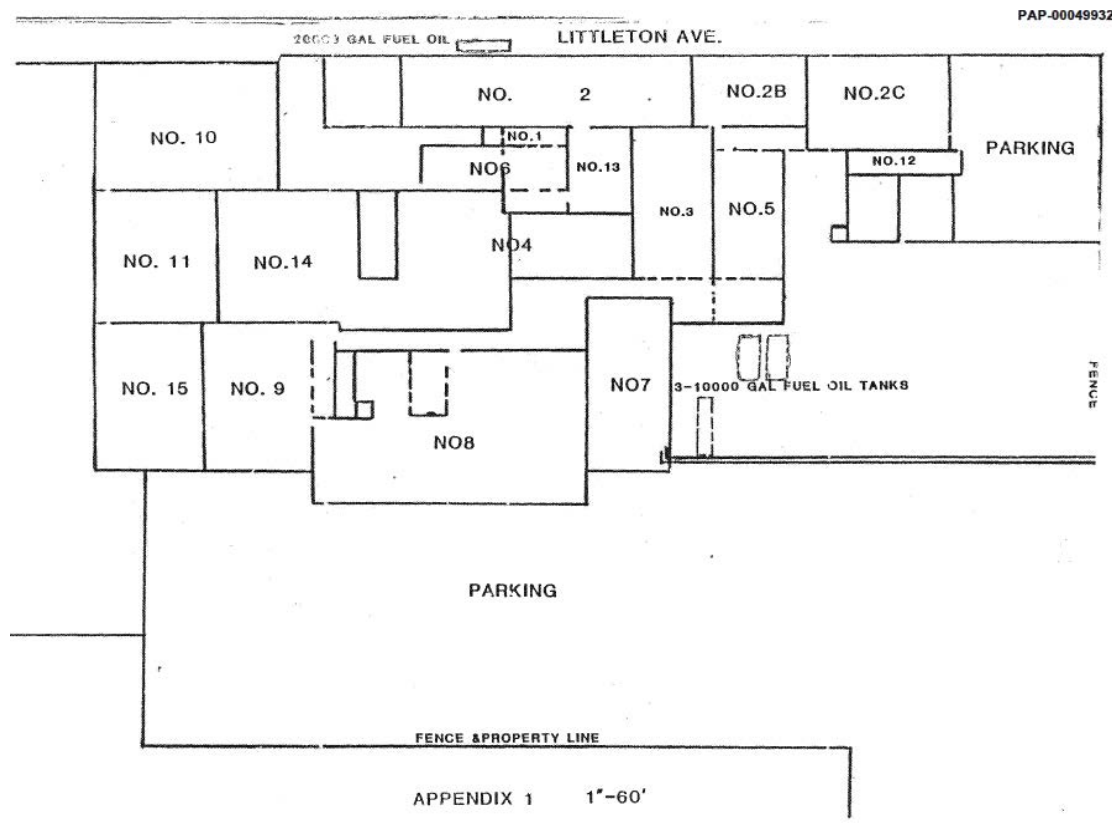 PAP-00049932
GAL FUEL OIL
LITTLETON AVE.
NO. 10
NO. 2
NO.2B
NO.2C
NO.1
PARKING
NO6
NO.13
NO.12
NO.3
NO.5
NO4
NO. 11
NO.14
NO. 15
NO. 9
NO7
3-10000 GAL FUEL OIL TANKS
FENCE
NO8
PARKING
FENCE &PROPERTY LINE
APPENDIX 1 1"-60'